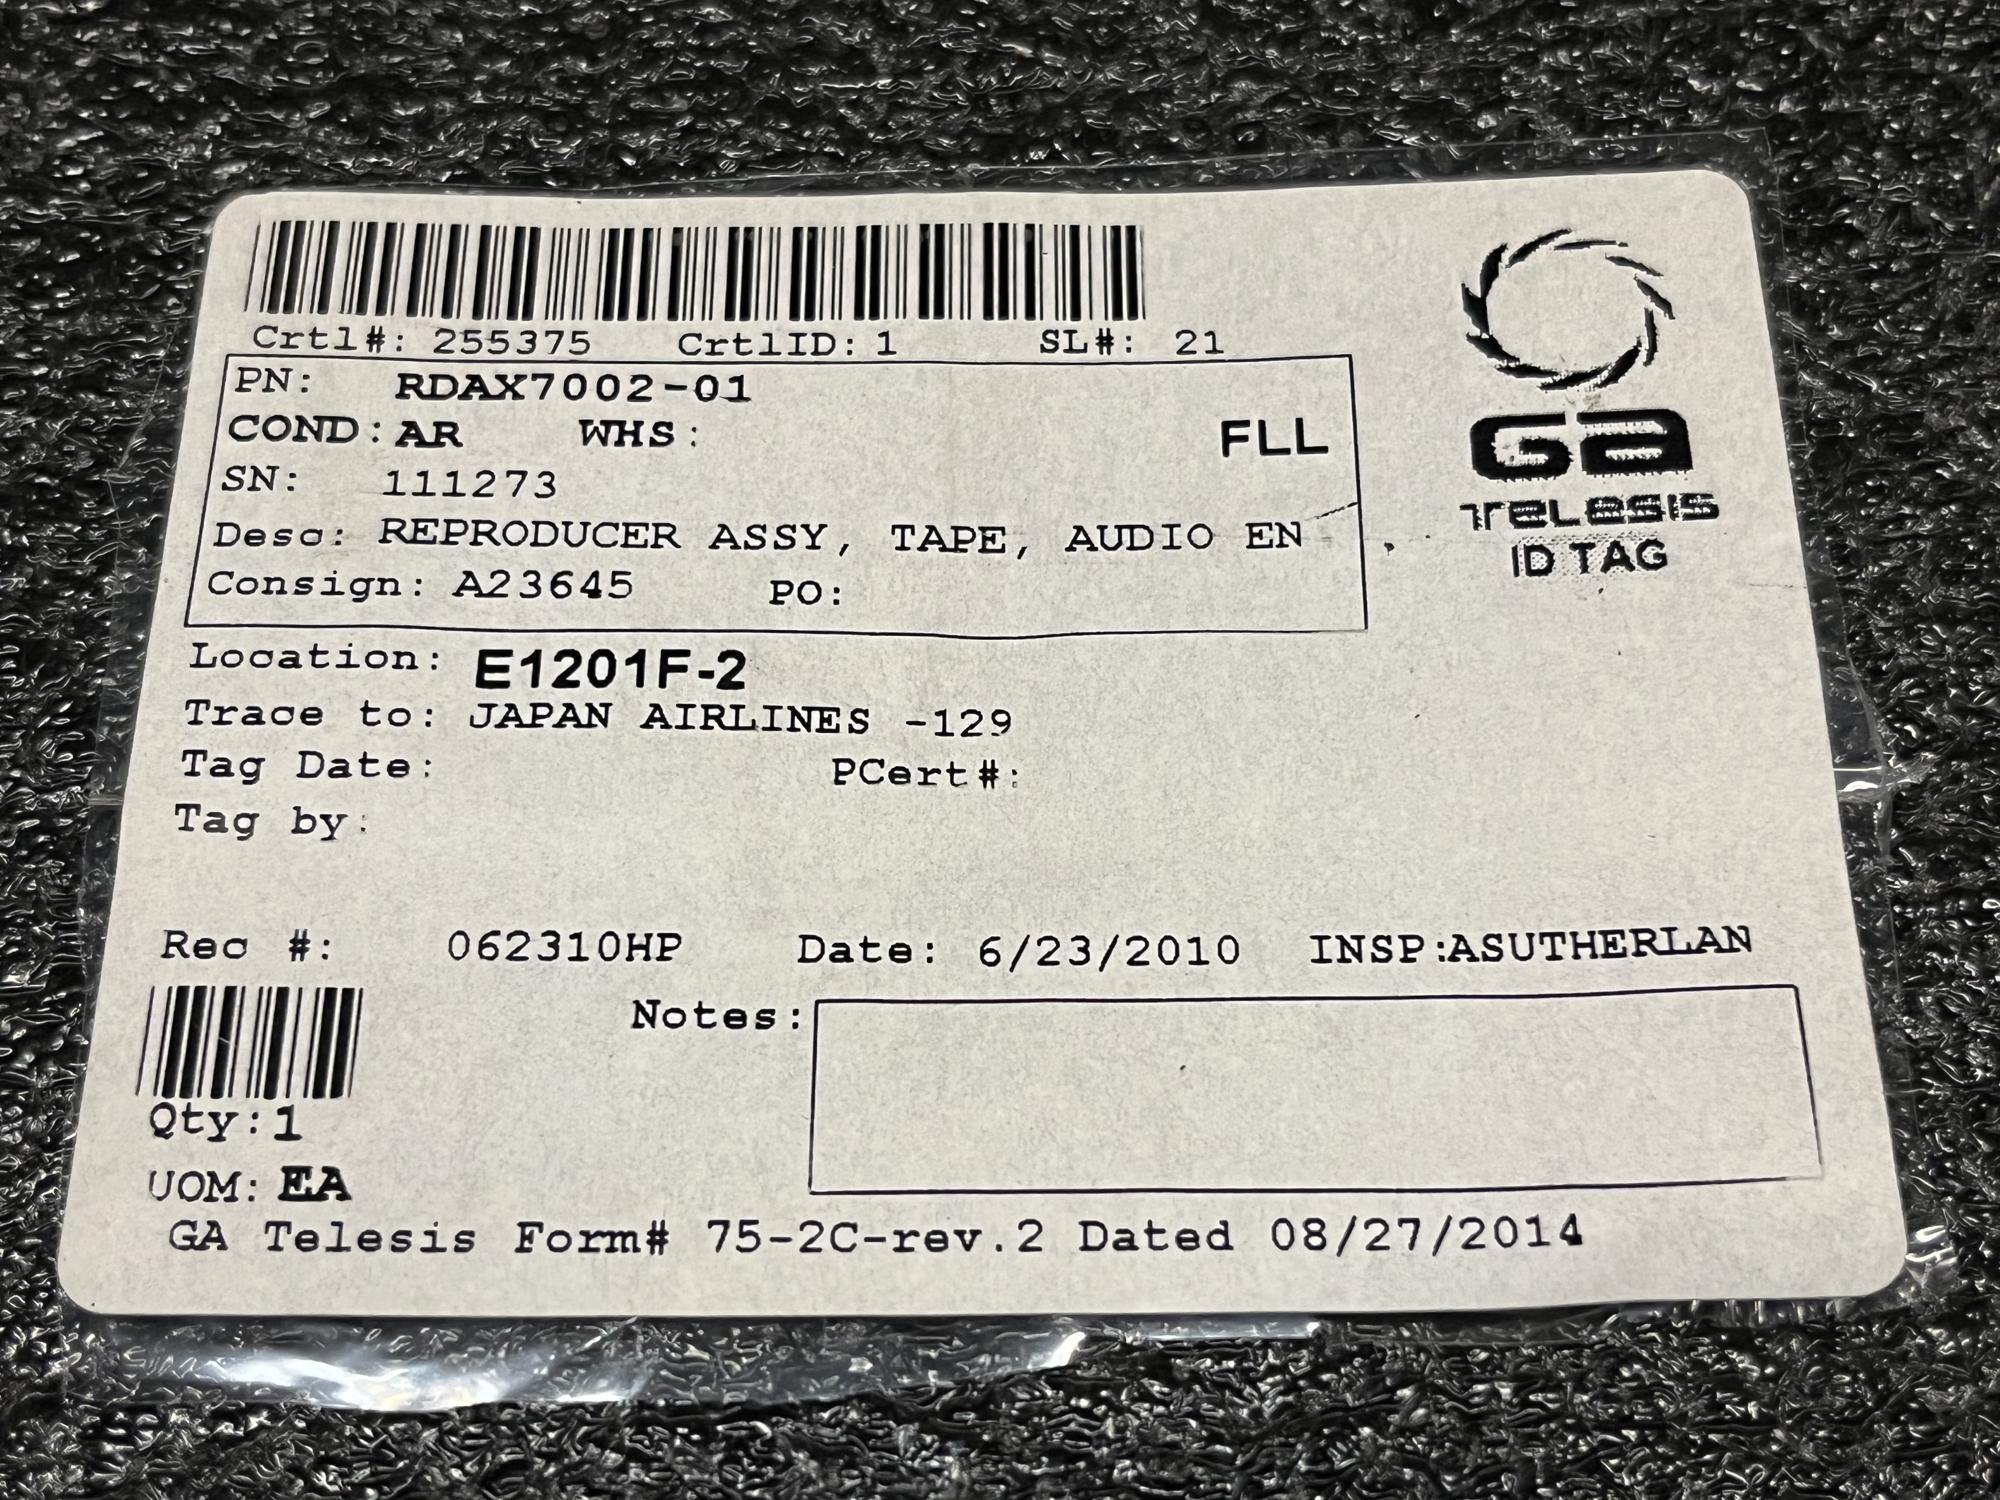 Crtl#: 255375 CrtlID: 1 SL#: 21
PN: RDAX7002-01
COND: AR WHS: FLL
SN: 111273
Desc: REPRODUCER ASSY, TAPE, AUDIO EN
Consign: A23645 PO:
GA
TELESIS
ID TAG
Location: E1201F-2
Trace to: JAPAN AIRLINES -129
Tag Date: PCert#:
Tag by:
Rec #: 062310HP Date: 6/23/2010 INSP:ASUTHERLAN
Notes:
Qty:1
UOM: EA
GA Telesis Form# 75-2C-rev.2 Dated 08/27/2014